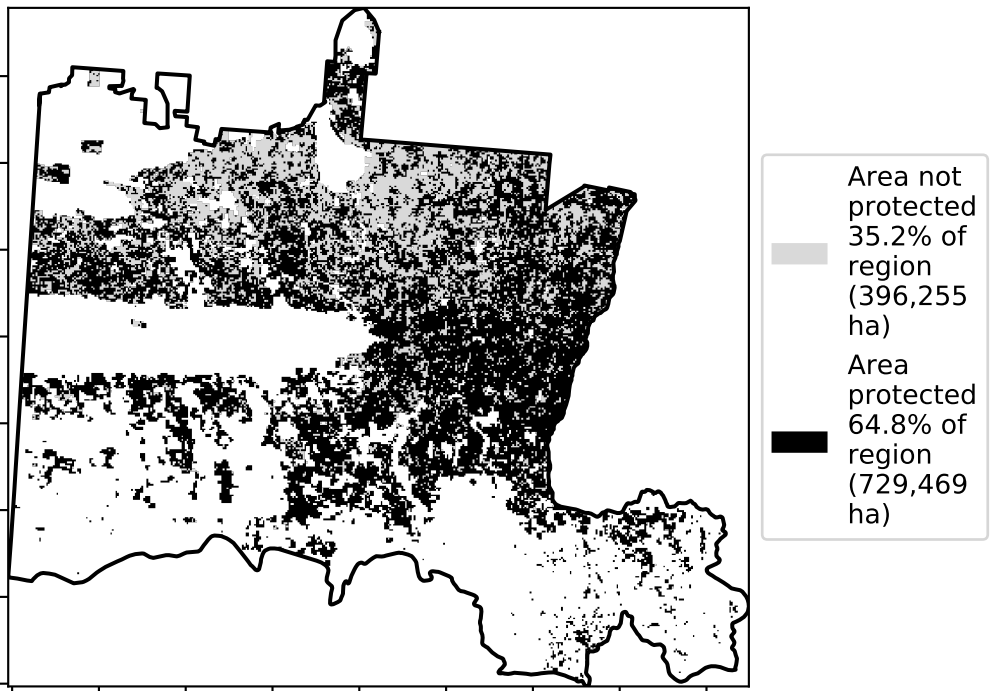 Area not
protected
35.2% of
region
(396,255
ha)
Area
protected
64.8% of
region
(729,469
ha)